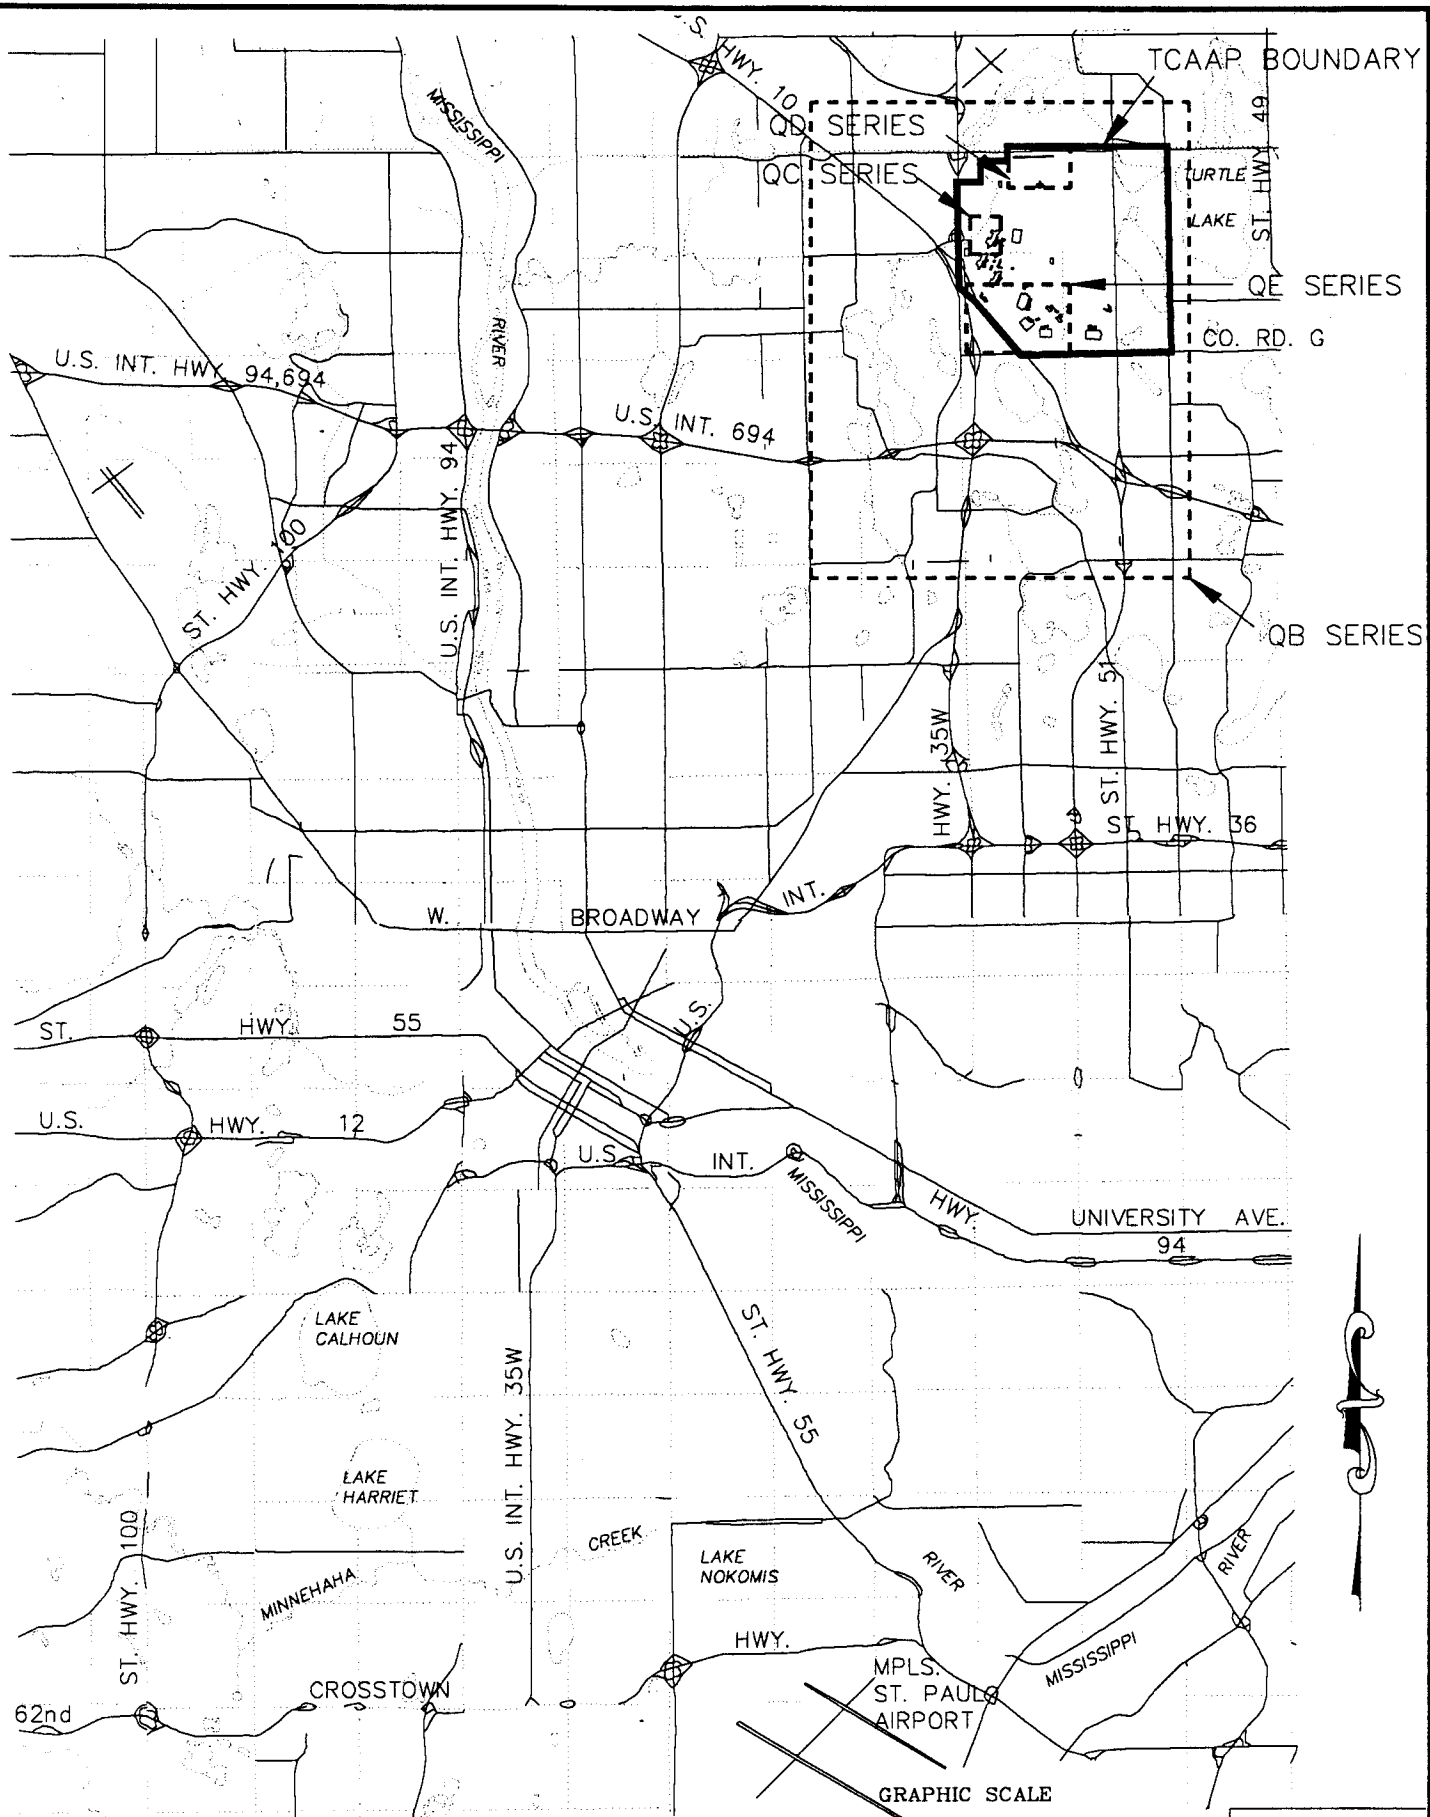 U.S.
HWY. 10
TCAAP BOUNDARY
MISSISSIPPI
QD SERIES
ST. HWY 49
QC SERIES
TURTLE
LAKE
QE SERIES
RIVER
CO. RD. G
U.S. INT. HWY. 94,694
U.S. INT. 694
U.S. INT. HWY. 94
ST. HWY. 100
QB SERIES
HWY. 35W
ST. HWY. 51
ST. HWY. 36
W. BROADWAY
INT.
U.S.
ST. HWY. 55
U.S. HWY. 12
U.S. INT.
MISSISSIPPI
HWY.
UNIVERSITY AVE.
94
LAKE
CALHOUN
ST. HWY. 55
U.S. INT. HWY. 35W
LAKE
HARRIET
ST. HWY. 100
MINNEHAHA
CREEK
LAKE
NOKOMIS
RIVER
RIVER
HWY.
MISSISSIPPI
MPLS.
ST. PAUL
AIRPORT
CROSSTOWN
62nd
GRAPHIC SCALE